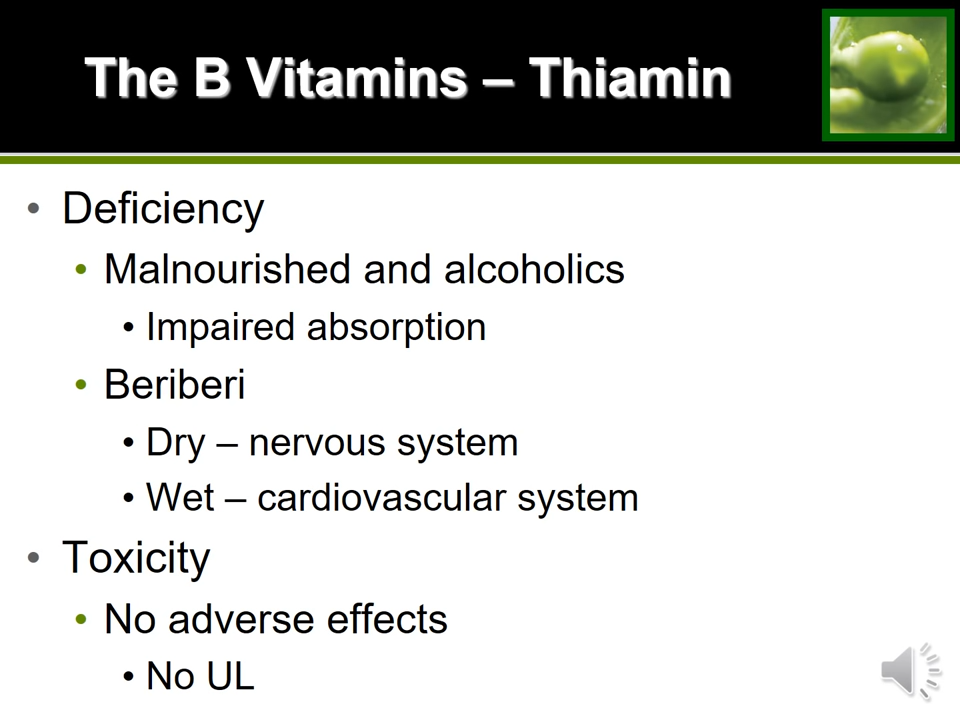 The B Vitamins – Thiamin
• Deficiency
• Malnourished and alcoholics
• Impaired absorption
• Beriberi
• Dry – nervous system
• Wet – cardiovascular system
• Toxicity
• No adverse effects
• No UL